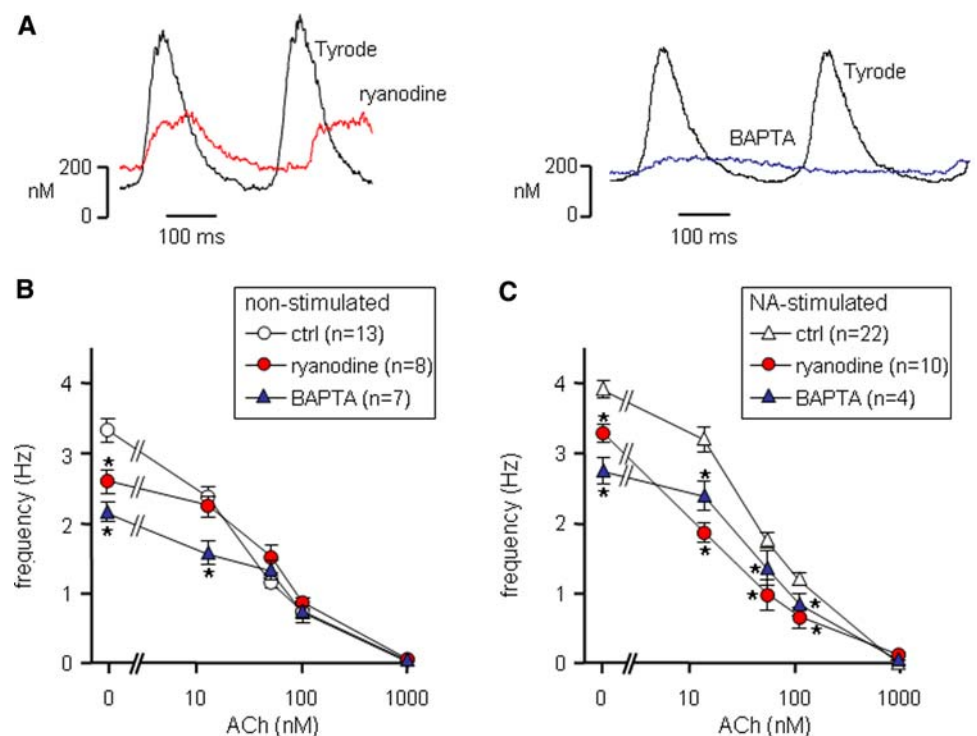 A
Tyrode
ryanodine
200
nM
0
100 ms
Tyrode
BAPTA
200
nM
0
100 ms
B
non-stimulated
ctrl (n=13)
ryanodine (n=8)
BAPTA (n=7)
frequency (Hz)
4
3
2
1
0
*
*
*
0 10 100 1000
ACh (nM)
C
NA-stimulated
ctrl (n=22)
ryanodine (n=10)
BAPTA (n=4)
frequency (Hz)
4
3
2
1
0
*
*
*
*
*
*
*
*
0 10 100 1000
ACh (nM)